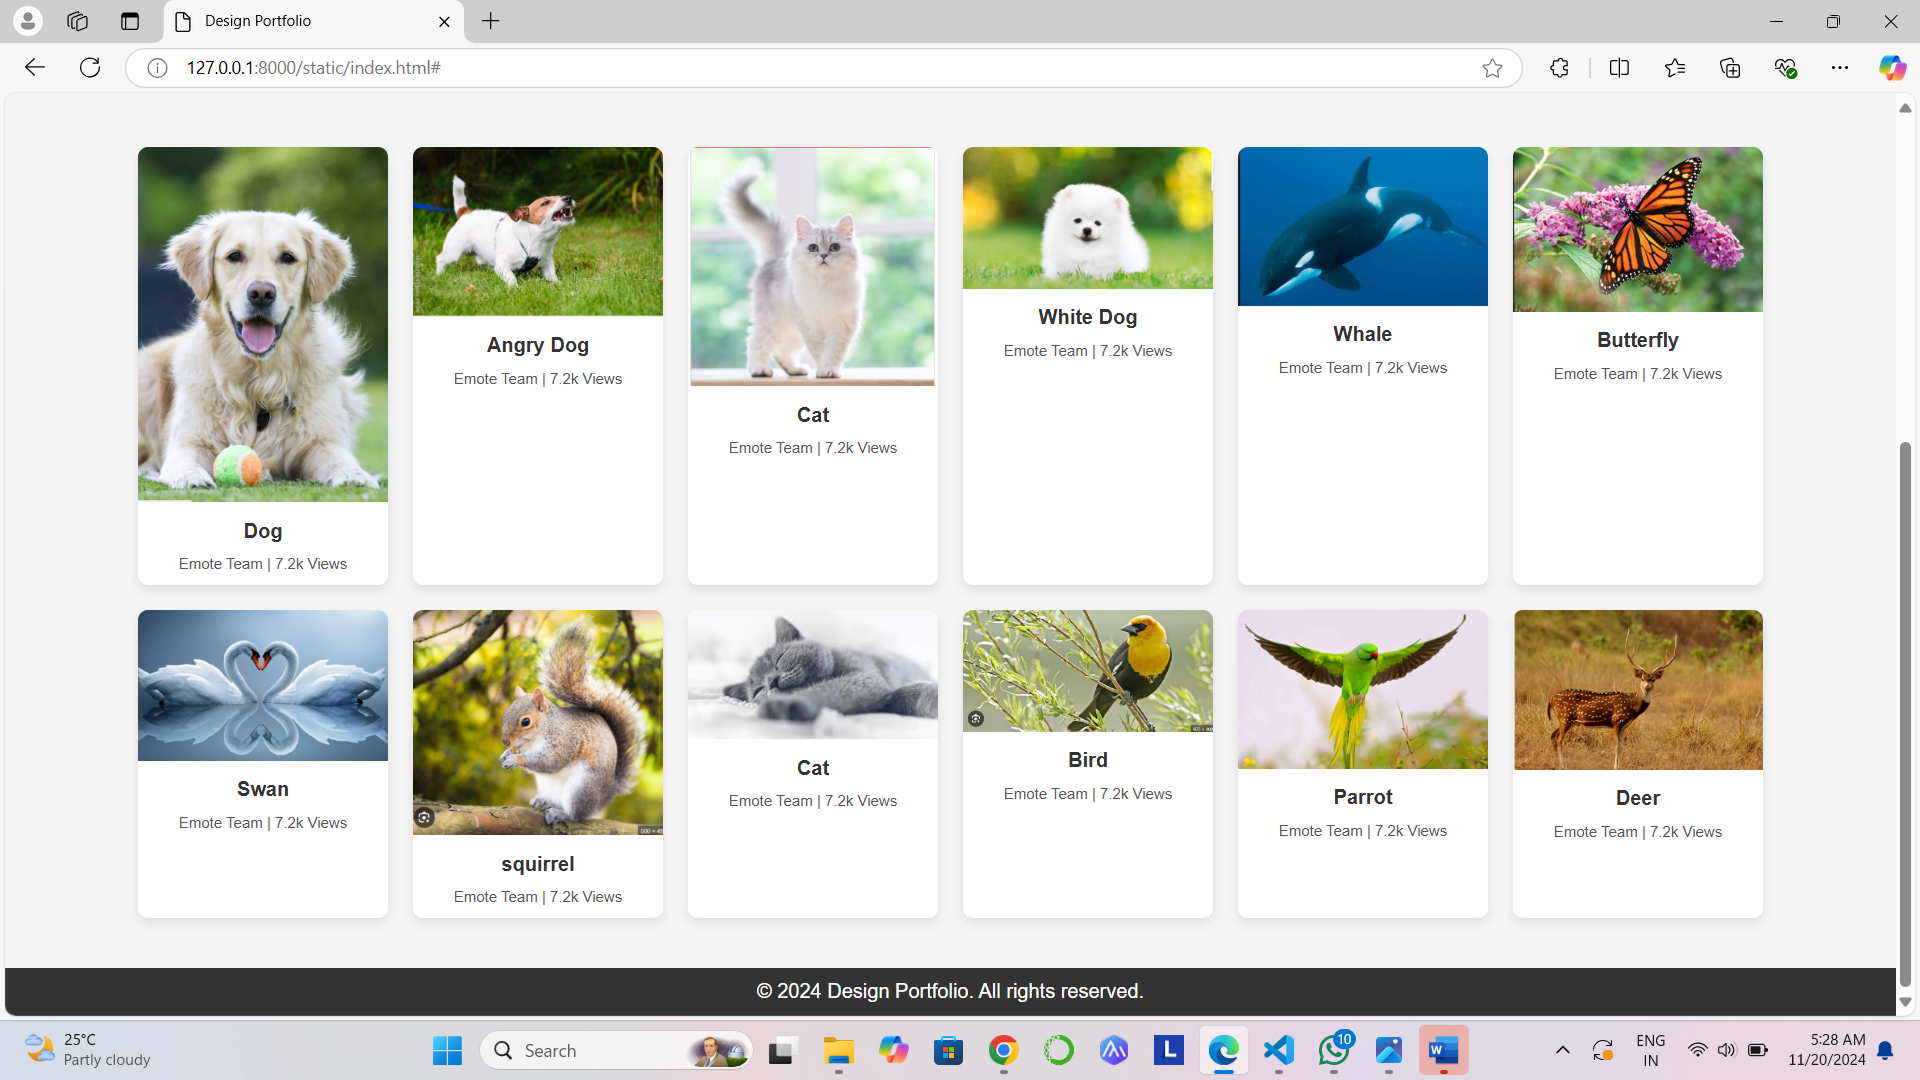 Design Portfolio
127.0.0.1:8000/static/index.html#
Dog
Emote Team | 7.2k Views
Angry Dog
Emote Team | 7.2k Views
Cat
Emote Team | 7.2k Views
White Dog
Emote Team | 7.2k Views
Whale
Emote Team | 7.2k Views
Butterfly
Emote Team | 7.2k Views
Swan
Emote Team | 7.2k Views
squirrel
Emote Team | 7.2k Views
Cat
Emote Team | 7.2k Views
Bird
Emote Team | 7.2k Views
Parrot
Emote Team | 7.2k Views
Deer
Emote Team | 7.2k Views
© 2024 Design Portfolio. All rights reserved.
25°C
Partly cloudy
Search
L
10
W
ENG
IN
5:28 AM
11/20/2024